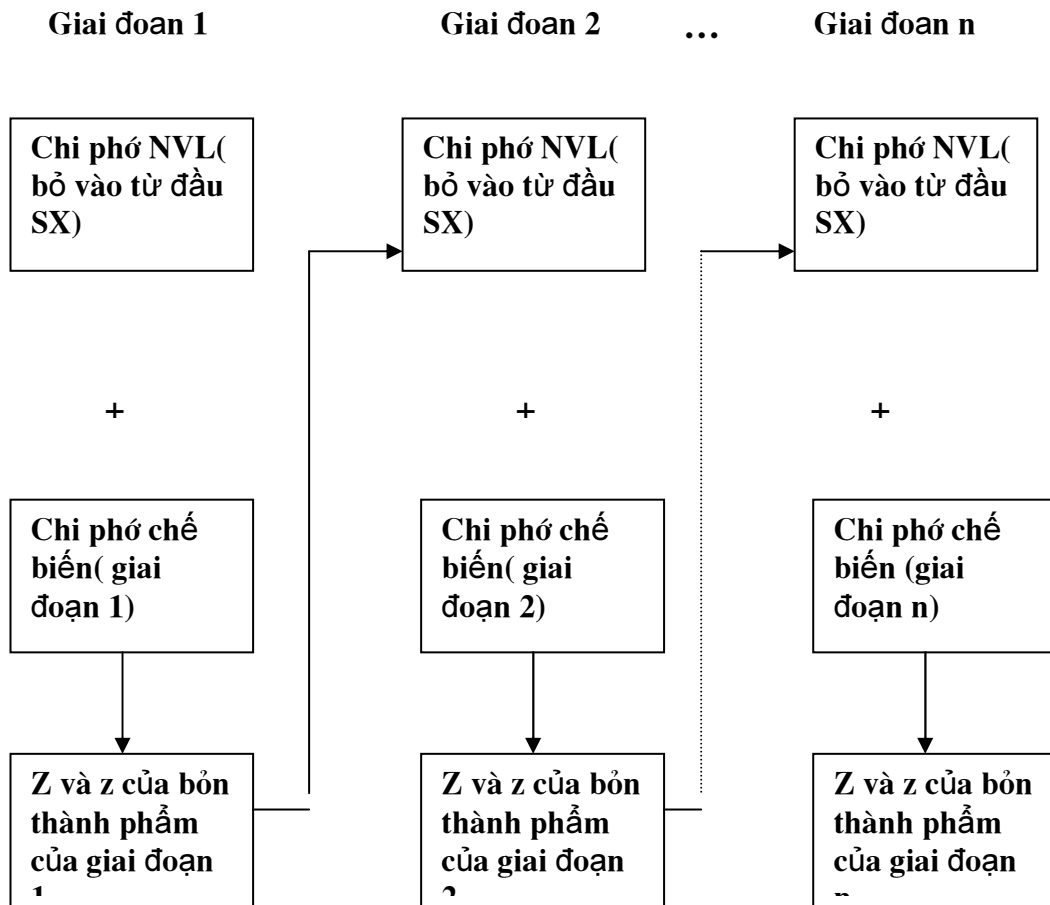 Giai đoan 1
Giai đoan 2
...
Giai đoan n
Chi phớ NVL(
bỏ vào từ đầu
SX)
Chi phớ NVL(
bỏ vào từ đầu
SX)
Chi phớ NVL(
bỏ vào từ đầu
SX)
+
+
+
Chi phớ chế
biến( giai
đoạn 1)
Chi phớ chế
biến( giai
đoạn 2)
Chi phớ chế
biến (giai
đoạn n)
Z và z của bỏn
thành phẩm
của giai đoạn
Z và z của bỏn
thành phẩm
của giai đoạn
Z và z của bỏn
thành phẩm
của giai đoạn